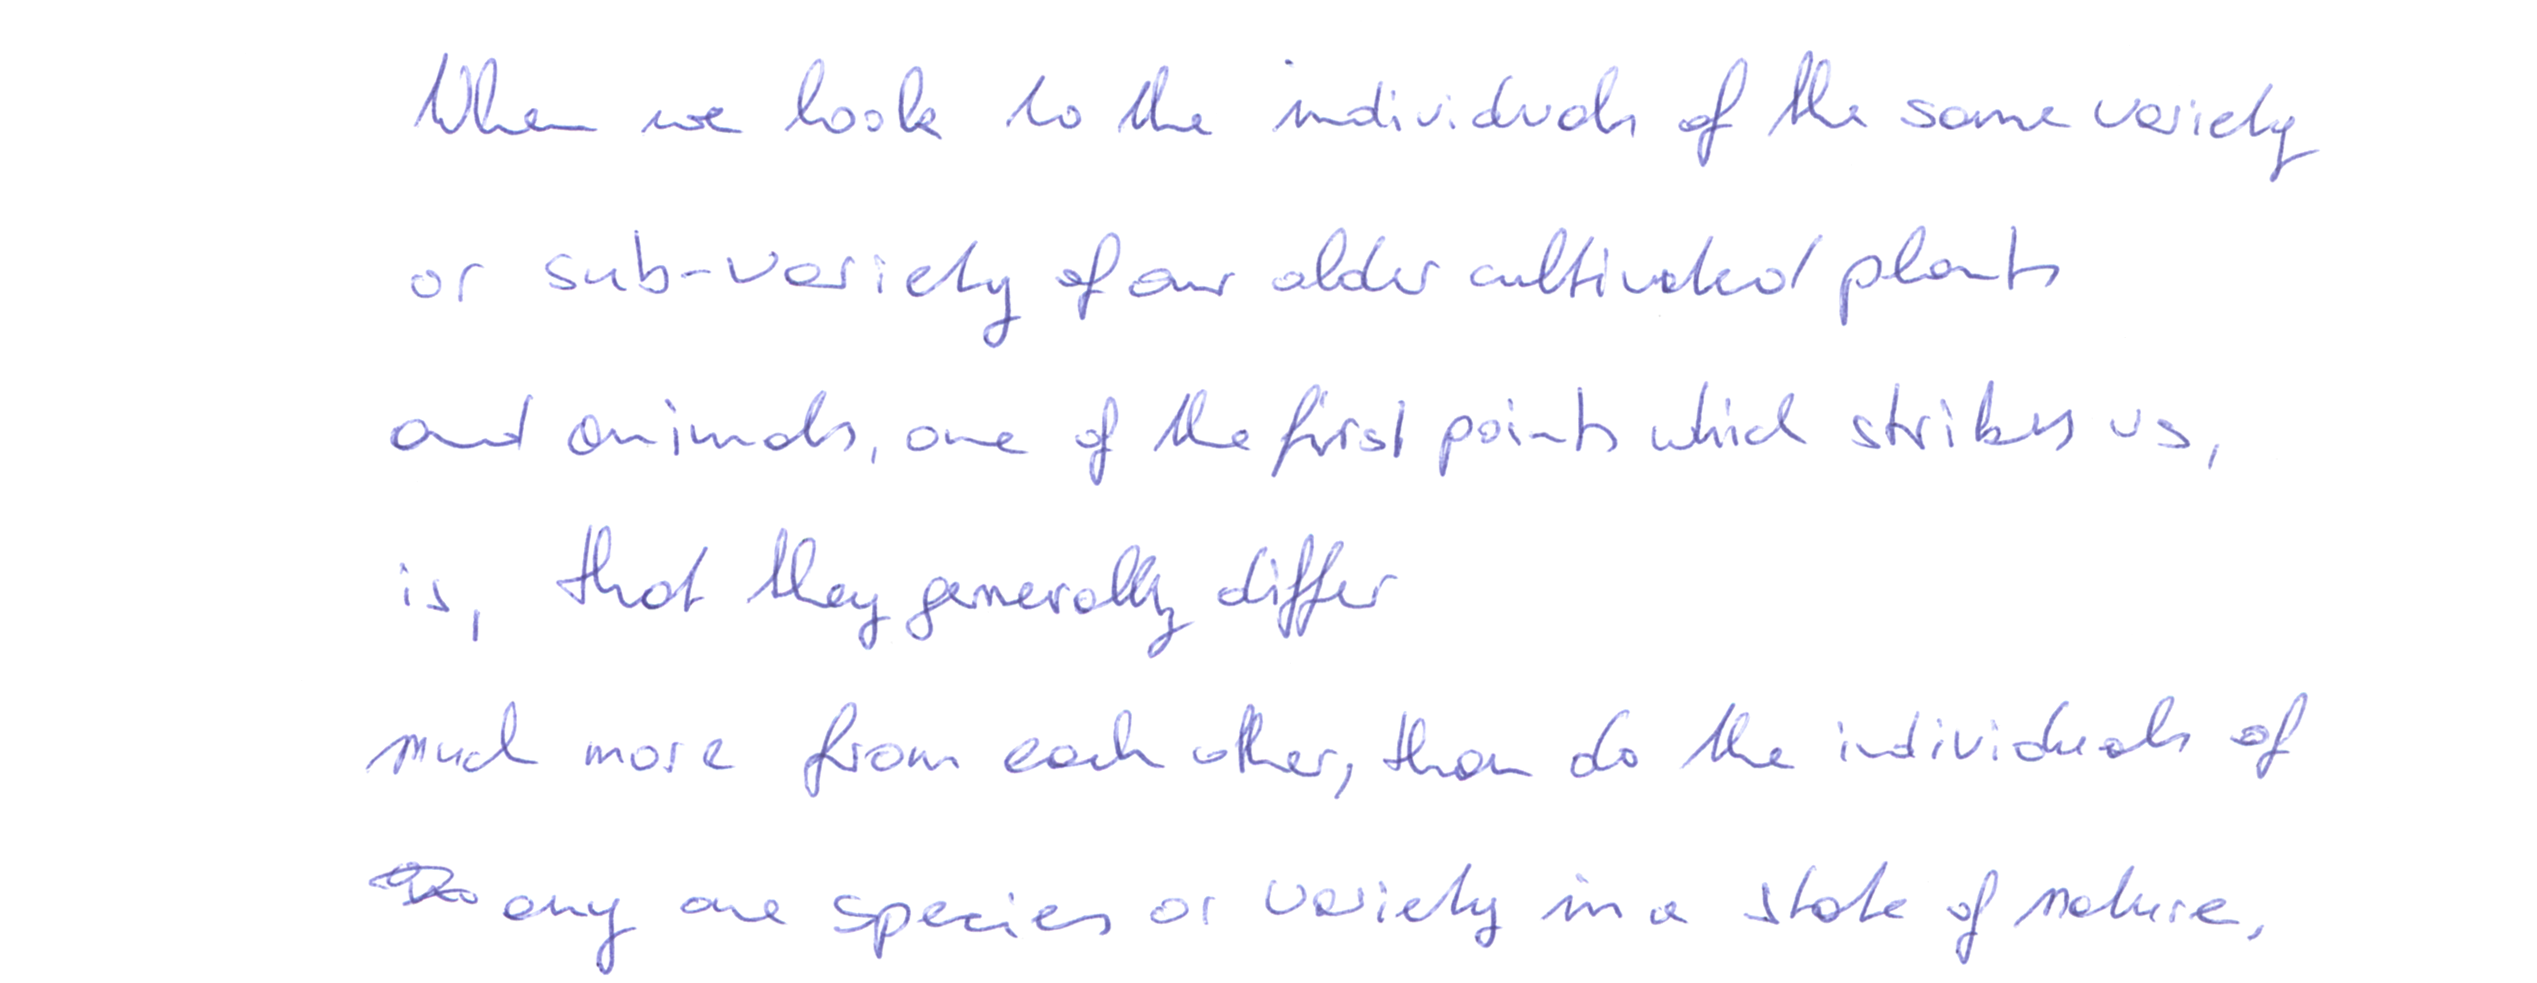 When we look to the individuals of the same variety
or sub-variety of our older cultivated plants
and animals, one of the first points which strikes us,
is, that they generally differ
much more from each other, than do the individuals of
any one species or variety in a state of nature,